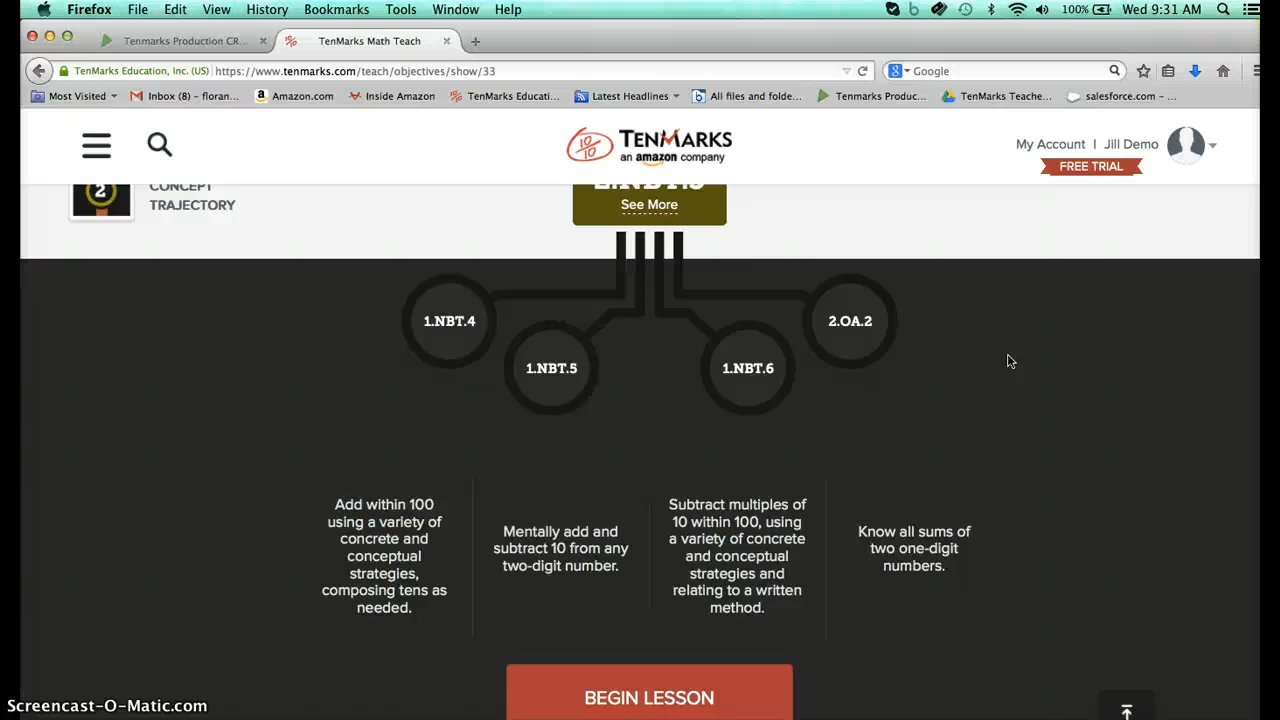 Firefox File Edit View History Bookmarks Tools Window Help 100% Wed 9:31 AM
Tenmarks Production CR... TenMarks Math Teach
TenMarks Education, Inc. (US) https://www.tenmarks.com/teach/objectives/show/33 Google
Most Visited Inbox (8) – floran... Amazon.com Inside Amazon TenMarks Educati... Latest Headlines All files and folde... Tenmarks Produc... TenMarks Teache... salesforce.com – ...
10/10 TENMARKS
an amazon company
My Account | Jill Demo
FREE TRIAL
2
CONCEPT
TRAJECTORY
See More
1.NBT.4
2.OA.2
1.NBT.5
1.NBT.6
Add within 100
using a variety of
concrete and
conceptual
strategies,
composing tens as
needed.
Mentally add and
subtract 10 from any
two-digit number.
Subtract multiples of
10 within 100, using
a variety of concrete
and conceptual
strategies and
relating to a written
method.
Know all sums of
two one-digit
numbers.
BEGIN LESSON
Screencast-O-Matic.com